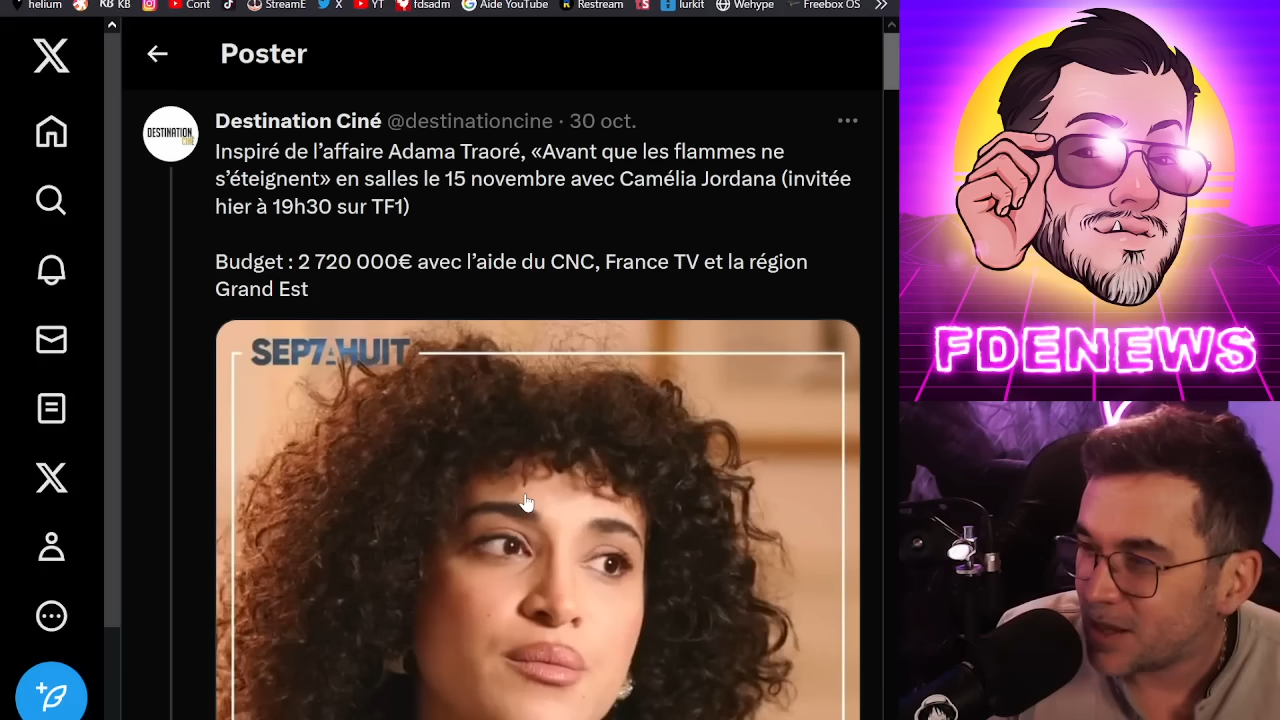 helium
KB
Cont
StreamE
X
YT
fdsadm
Aide YouTube
Restream
lurkit
Wehype
Freebox OS
Poster
DESTINATION
CINÉ
Destination Ciné @destinationcine · 30 oct.
Inspiré de l’affaire Adama Traoré, «Avant que les flammes ne
s’éteignent» en salles le 15 novembre avec Camélia Jordana (invitée
hier à 19h30 sur TF1)
Budget : 2 720 000€ avec l’aide du CNC, France TV et la région
Grand Est
SEP7AHUIT
FDENEWS